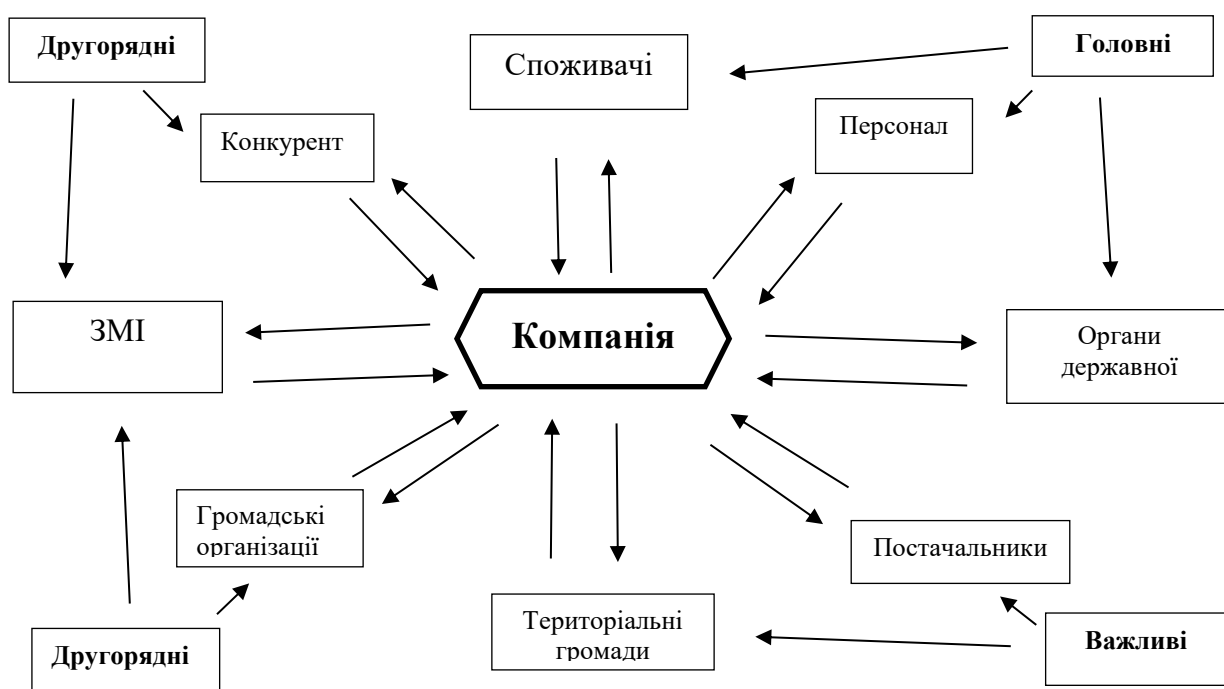 Другорядні
Споживачі
Головні
Конкурент
Персонал
ЗМІ
Компанія
Органи
державної
Громадські
організації
Постачальники
Територіальні
громади
Другорядні
Важливі